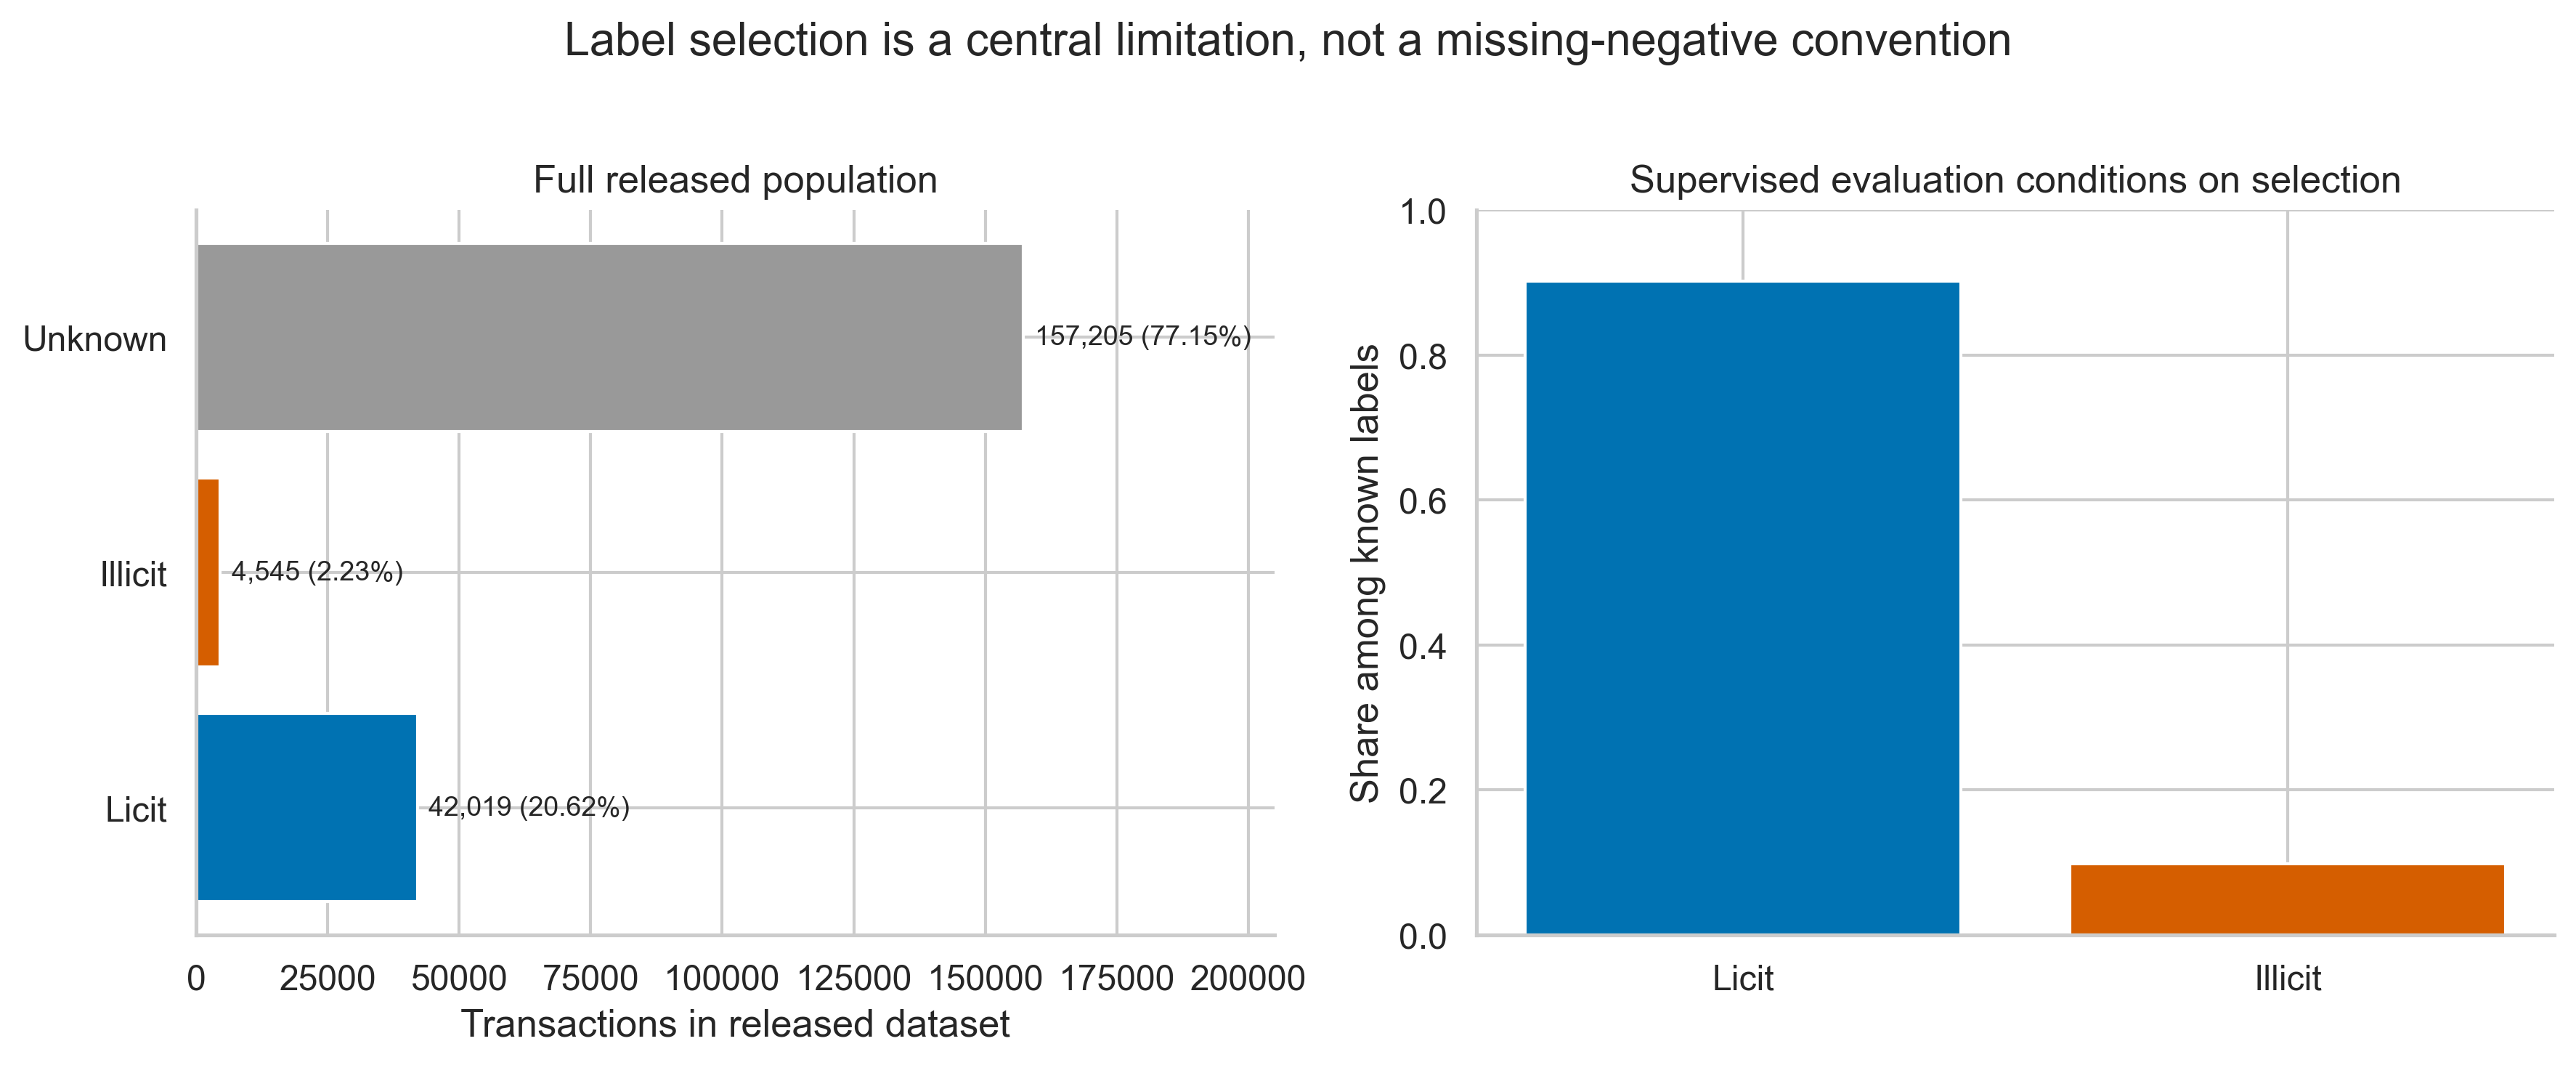 Label selection is a central limitation, not a missing-negative convention
Full released population
Unknown
157,205 (77.15%)
Illicit
4,545 (2.23%)
Licit
42,019 (20.62%)
0 25000 50000 75000 100000 125000 150000 175000 200000
Transactions in released dataset
Supervised evaluation conditions on selection
Share among known labels
1.0
0.8
0.6
0.4
0.2
0.0
Licit Illicit